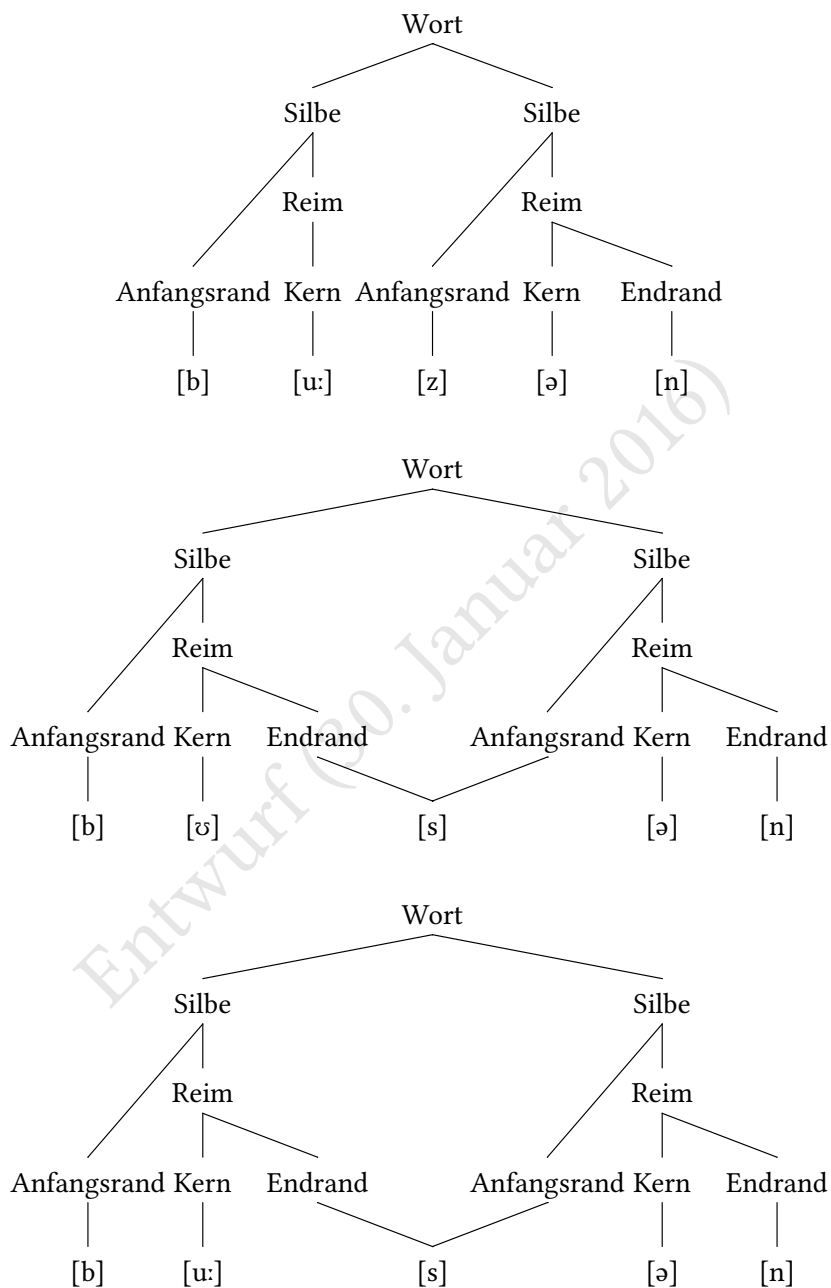 Wort
Silbe Silbe
Reim Reim
Anfangsrand Kern Anfangsrand Kern Endrand
[b] [uː] [z] [ə] [n]
Wort
Silbe Silbe
Reim Reim
Anfangsrand Kern Endrand Anfangsrand Kern Endrand
[b] [ʊ] [s] [ə] [n]
Wort
Silbe Silbe
Reim Reim
Anfangsrand Kern Endrand Anfangsrand Kern Endrand
[b] [uː] [s] [ə] [n]
Entwurf (30. Januar 2016)